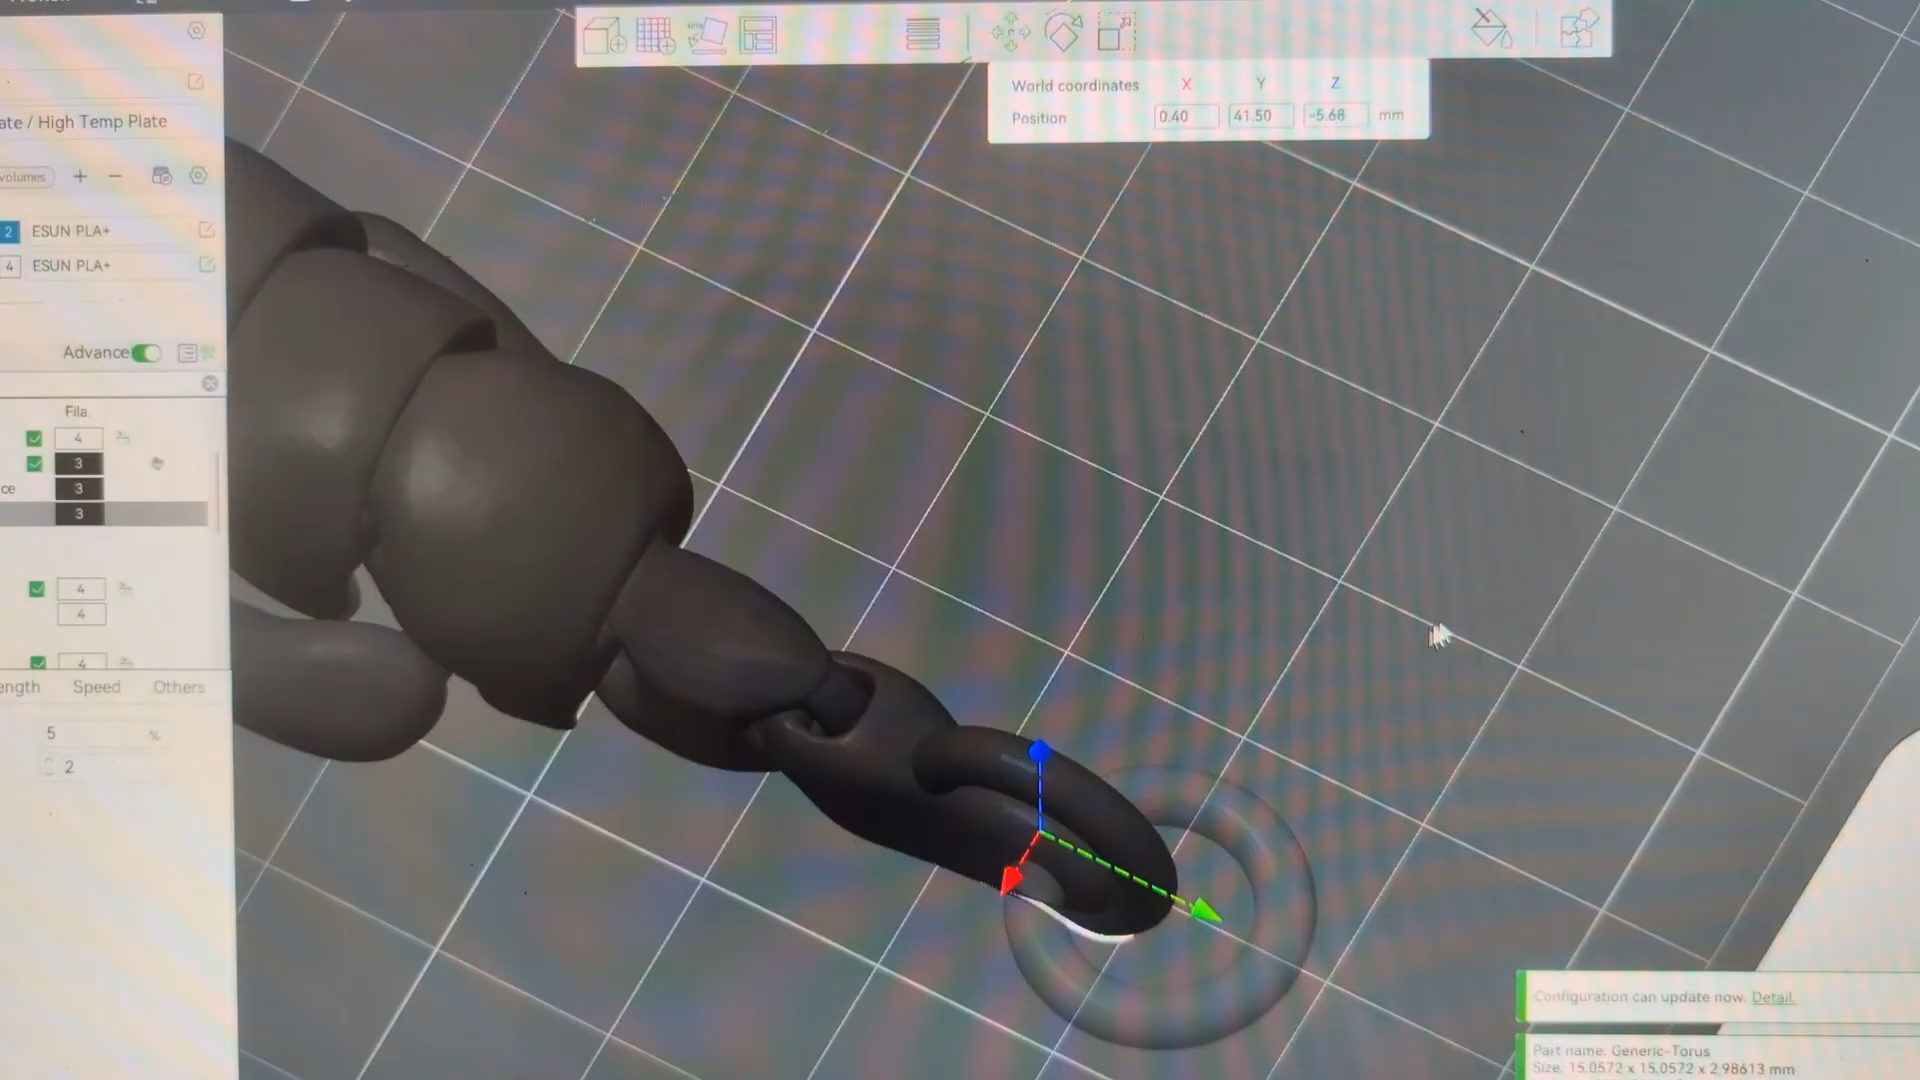 World coordinates X Y Z
Position 0.40 41.50 -5.68 mm
ate / High Temp Plate
volumes
2 ESUN PLA+
4 ESUN PLA+
Advance
Fila
4
3
ce 3
3
4
4
4
ength Speed Others
5 %
2
Configuration can update now. Detail.
Part name: Generic-Torus
Size: 15.0572 x 15.0572 x 2.98613 mm